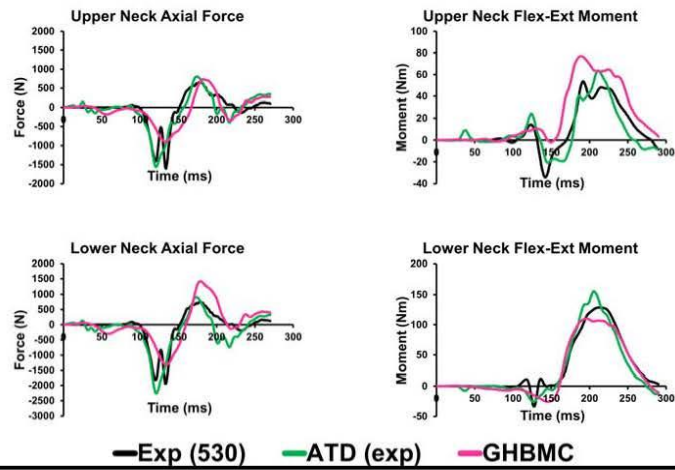 Upper Neck Axial Force
2000
1500
1000
500
0
-500
-1000
-1500
-2000
Force (N)
0 50 100 150 200 250 300
Time (ms)
Upper Neck Flex-Ext Moment
100
80
60
40
20
0
-20
-40
Moment (Nm)
0 50 100 150 200 250 300
Time (ms)
Lower Neck Axial Force
2000
1500
1000
500
0
-500
-1000
-1500
-2000
-2500
-3000
Force (N)
0 50 100 150 200 250 300
Time (ms)
Lower Neck Flex-Ext Moment
200
150
100
50
0
-50
Moment (Nm)
0 50 100 150 200 250 300
Time (ms)
Exp (530) ATD (exp) GHBMC